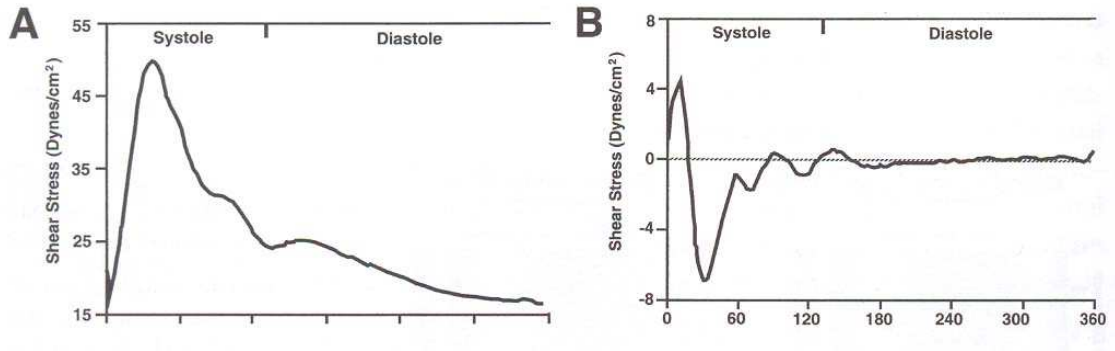 A
55
45
35
25
15
Shear Stress (Dynes/cm²)
Systole
Diastole
B
8
4
0
-4
-8
Shear Stress (Dynes/cm²)
Systole
Diastole
0 60 120 180 240 300 360